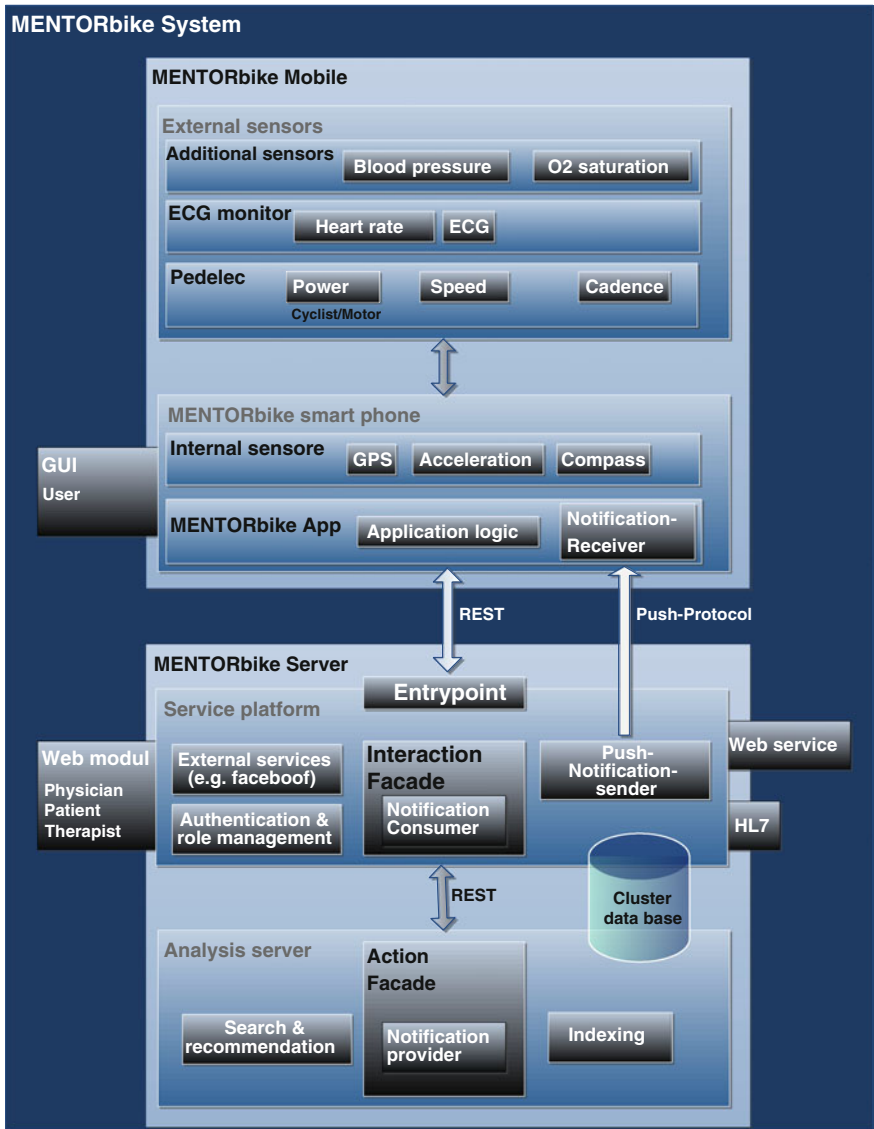 MENTORbike System
MENTORbike Mobile
External sensors
Additional sensors
Blood pressure
O2 saturation
ECG monitor
Heart rate
ECG
Pedelec
Power
Speed
Cadence
Cyclist/Motor
MENTORbike smart phone
Internal sensore
GPS
Acceleration
Compass
GUI
User
MENTORbike App
Application logic
Notification-
Receiver
REST
Push-Protocol
MENTORbike Server
Entrypoint
Service platform
Web modul
Physician
Patient
Therapist
External services
(e.g. faceboof)
Authentication &
role management
Interaction
Facade
Notification
Consumer
Push-
Notification-
sender
Web service
HL7
REST
Cluster
data base
Analysis server
Action
Facade
Search &
recommendation
Notification
provider
Indexing